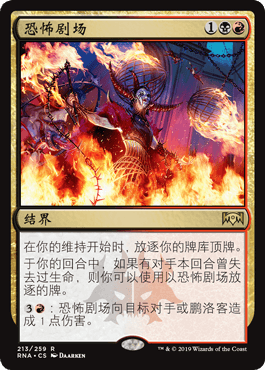 恐怖剧场 1
结界
在你的维持开始时,放逐你的牌库顶牌。
于你的回合中,如果有对手本回合曾失
去过生命,则你可以使用以恐怖剧场放
逐的牌。
3:恐怖剧场向目标对手或鹏洛客造
成1点伤害。
213/259 R
RNA • CS DAARKEN
™ & © 2019 Wizards of the Coast